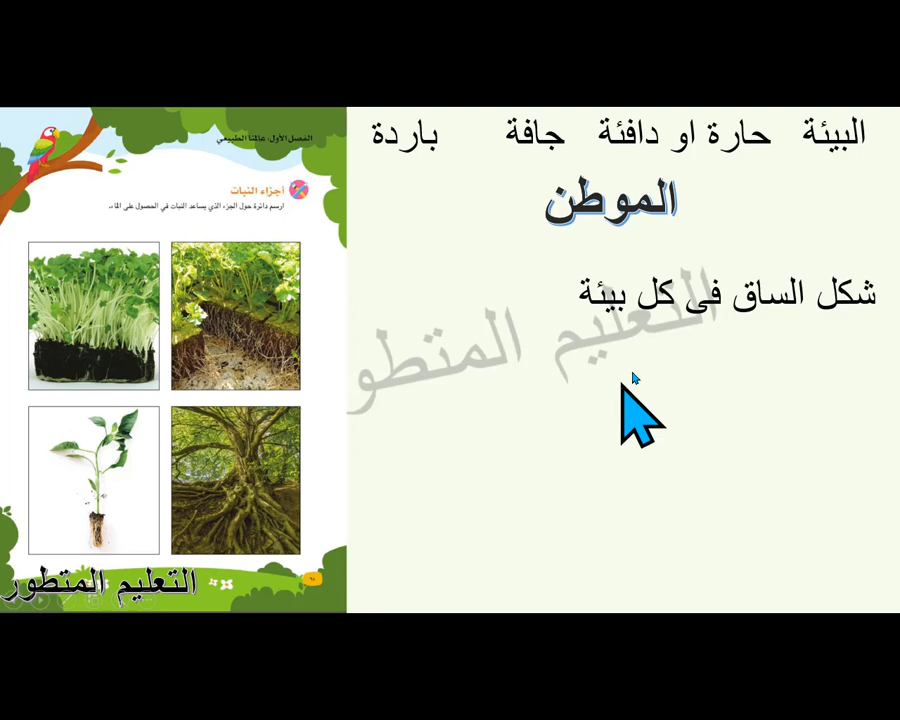 الفصل الأول: عالمنا الطبيعي
أجزاء النبات
ارسم دائرة حول الجزء الذي يساعد النبات في الحصول على الماء.
٦٥
التعليم المتطور
البيئة حارة او دافئة جافة باردة
الموطن
شكل الساق فى كل بيئة
التعليم المتطور